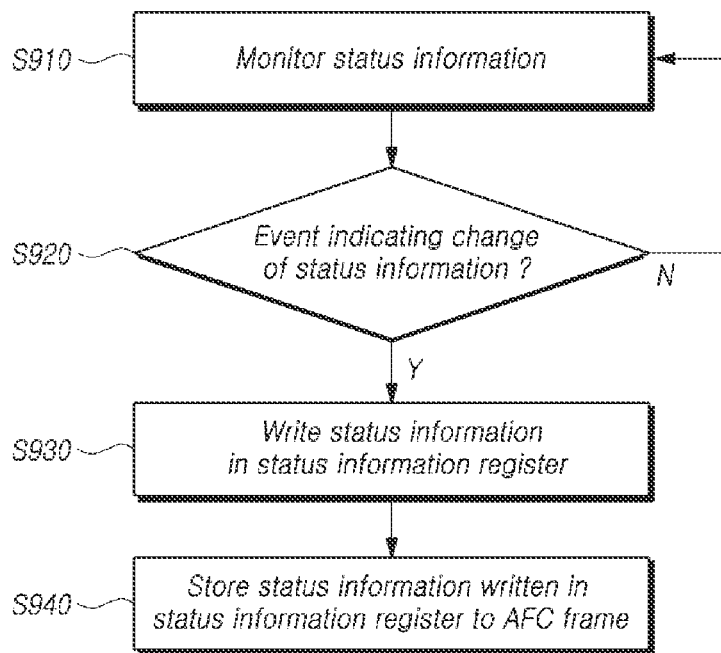 S910
Monitor status information
S920
Event indicating change
of status information ?
N
Y
S930
Write status information
in status information register
S940
Store status information written in
status information register to AFC frame